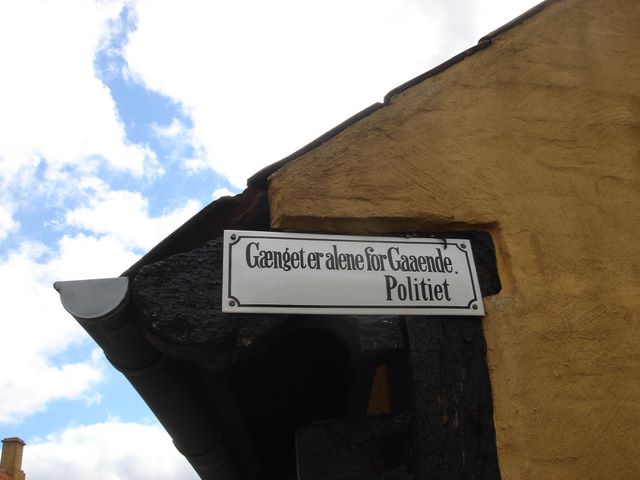 Gænget er alene for Gaaende.
Politiet